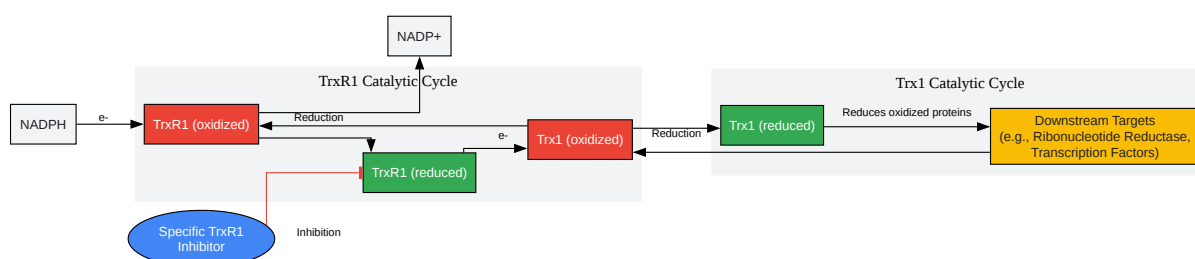 NADP+
TrxR1 Catalytic Cycle
Trx1 Catalytic Cycle
NADPH
e-
TrxR1 (oxidized)
Reduction
e-
Trx1 (oxidized)
Reduction
Trx1 (reduced)
Reduces oxidized proteins
Downstream Targets
(e.g., Ribonucleotide Reductase,
Transcription Factors)
TrxR1 (reduced)
Specific TrxR1
Inhibitor
Inhibition